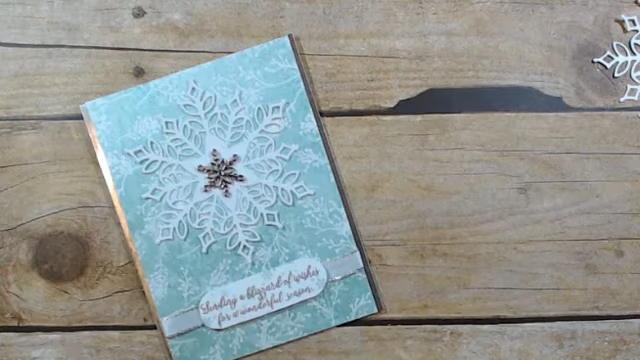 Sending a blizzard of wishes
for a wonderful season.